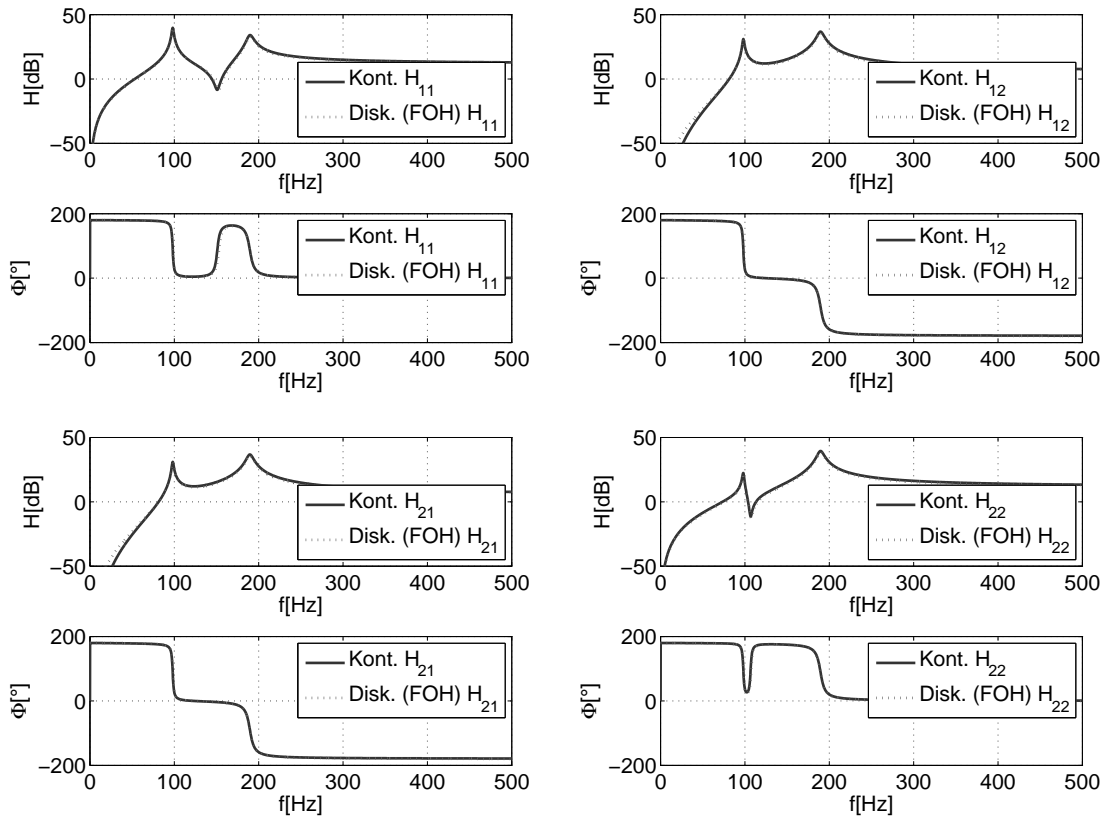 50
0
−50
H[dB]
0 100 200 300 400 500
f[Hz]
Kont. H11
Disk. (FOH) H11
200
0
−200
Φ[°]
0 100 200 300 400 500
f[Hz]
Kont. H11
Disk. (FOH) H11
50
0
−50
H[dB]
0 100 200 300 400 500
f[Hz]
Kont. H12
Disk. (FOH) H12
200
0
−200
Φ[°]
0 100 200 300 400 500
f[Hz]
Kont. H12
Disk. (FOH) H12
50
0
−50
H[dB]
0 100 200 300 400 500
f[Hz]
Kont. H21
Disk. (FOH) H21
200
0
−200
Φ[°]
0 100 200 300 400 500
f[Hz]
Kont. H21
Disk. (FOH) H21
50
0
−50
H[dB]
0 100 200 300 400 500
f[Hz]
Kont. H22
Disk. (FOH) H22
200
0
−200
Φ[°]
0 100 200 300 400 500
f[Hz]
Kont. H22
Disk. (FOH) H22